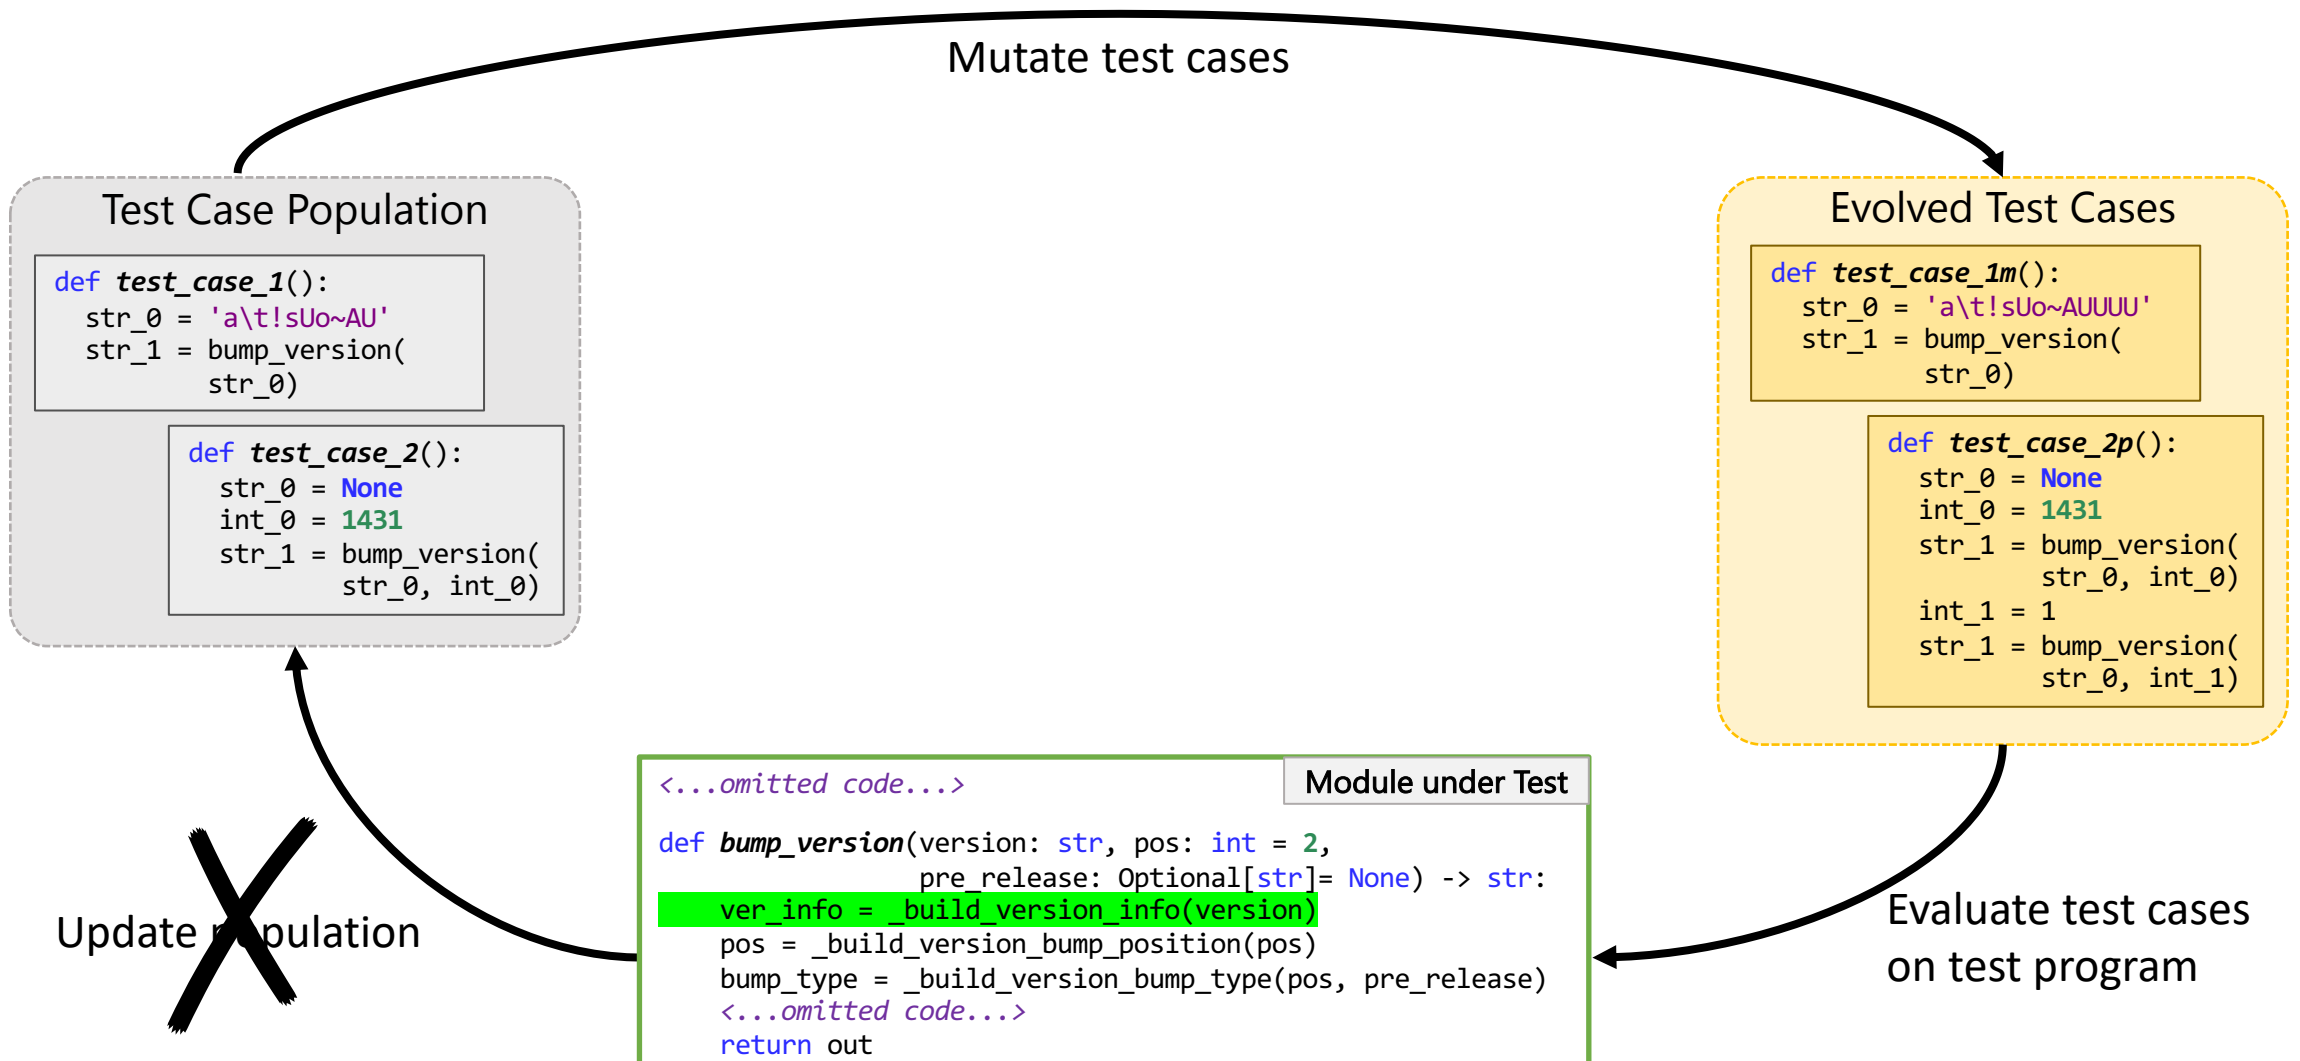 Mutate test cases
Test Case Population
def test_case_1():
str_0 = 'a\t!sUo~AU'
str_1 = bump_version(
str_0)
def test_case_2():
str_0 = None
int_0 = 1431
str_1 = bump_version(
str_0, int_0)
Evolved Test Cases
def test_case_1m():
str_0 = 'a\t!sUo~AUUUU'
str_1 = bump_version(
str_0)
def test_case_2p():
str_0 = None
int_0 = 1431
str_1 = bump_version(
str_0, int_0)
int_1 = 1
str_1 = bump_version(
str_0, int_1)
Module under Test
<...omitted code...>
def bump_version(version: str, pos: int = 2,
pre_release: Optional[str]= None) -> str:
ver_info = _build_version_info(version)
pos = _build_version_bump_position(pos)
bump_type = _build_version_bump_type(pos, pre_release)
<...omitted code...>
return out
Evaluate test cases
on test program
Update population